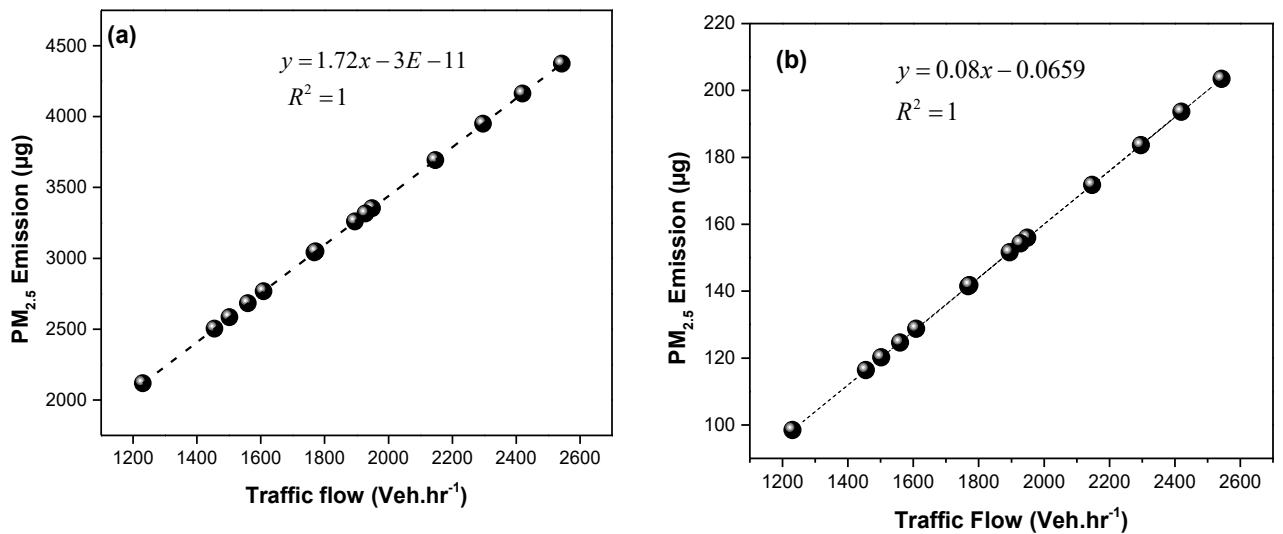 (a)
y = 1.72x − 3E − 11
R² = 1
PM₂.₅ Emission (µg)
4500
4000
3500
3000
2500
2000
1200 1400 1600 1800 2000 2200 2400 2600
Traffic flow (Veh.hr⁻¹)
(b)
y = 0.08x − 0.0659
R² = 1
PM₂.₅ Emission (µg)
220
200
180
160
140
120
100
1200 1400 1600 1800 2000 2200 2400 2600
Traffic Flow (Veh.hr⁻¹)